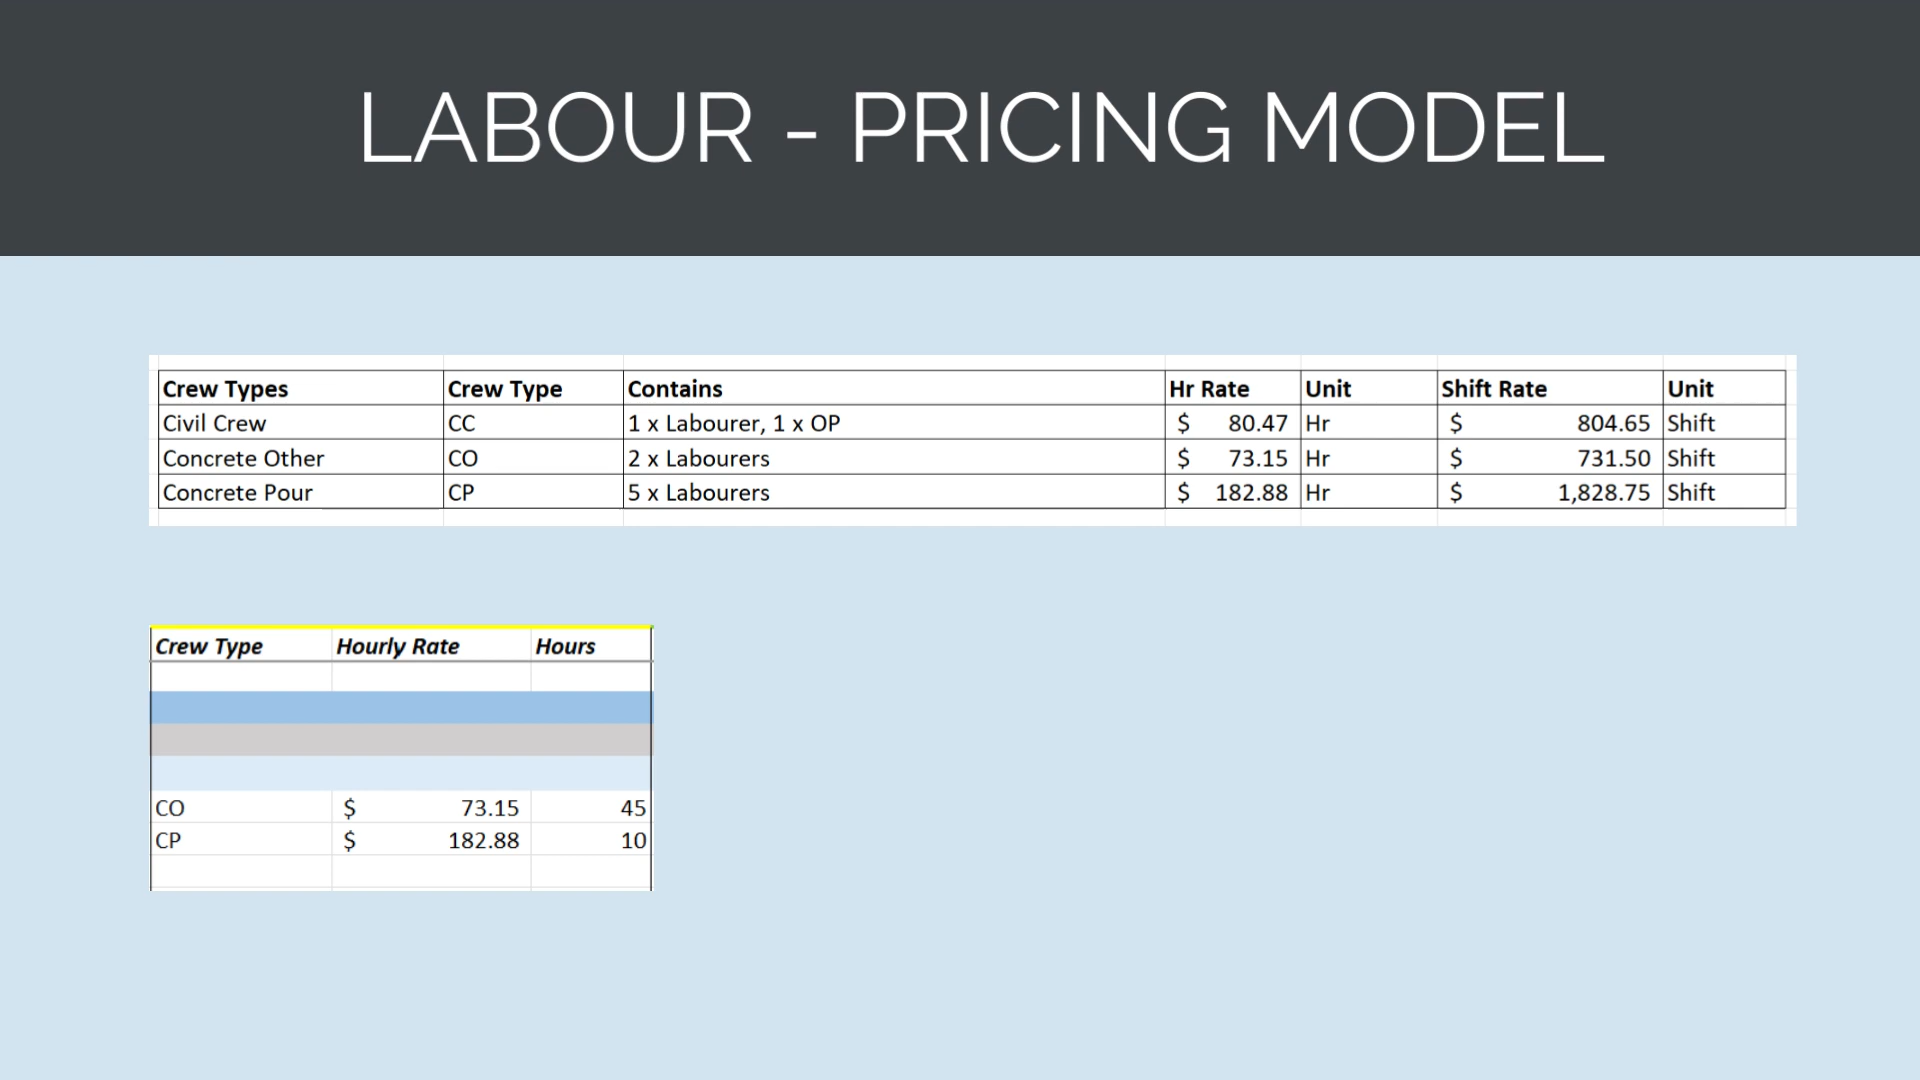 LABOUR - PRICING MODEL
Crew Types Crew Type Contains Hr Rate Unit Shift Rate Unit
Civil Crew CC 1 x Labourer, 1 x OP $ 80.47 Hr $ 804.65 Shift
Concrete Other CO 2 x Labourers $ 73.15 Hr $ 731.50 Shift
Concrete Pour CP 5 x Labourers $ 182.88 Hr $ 1,828.75 Shift
Crew Type Hourly Rate Hours
CO $ 73.15 45
CP $ 182.88 10